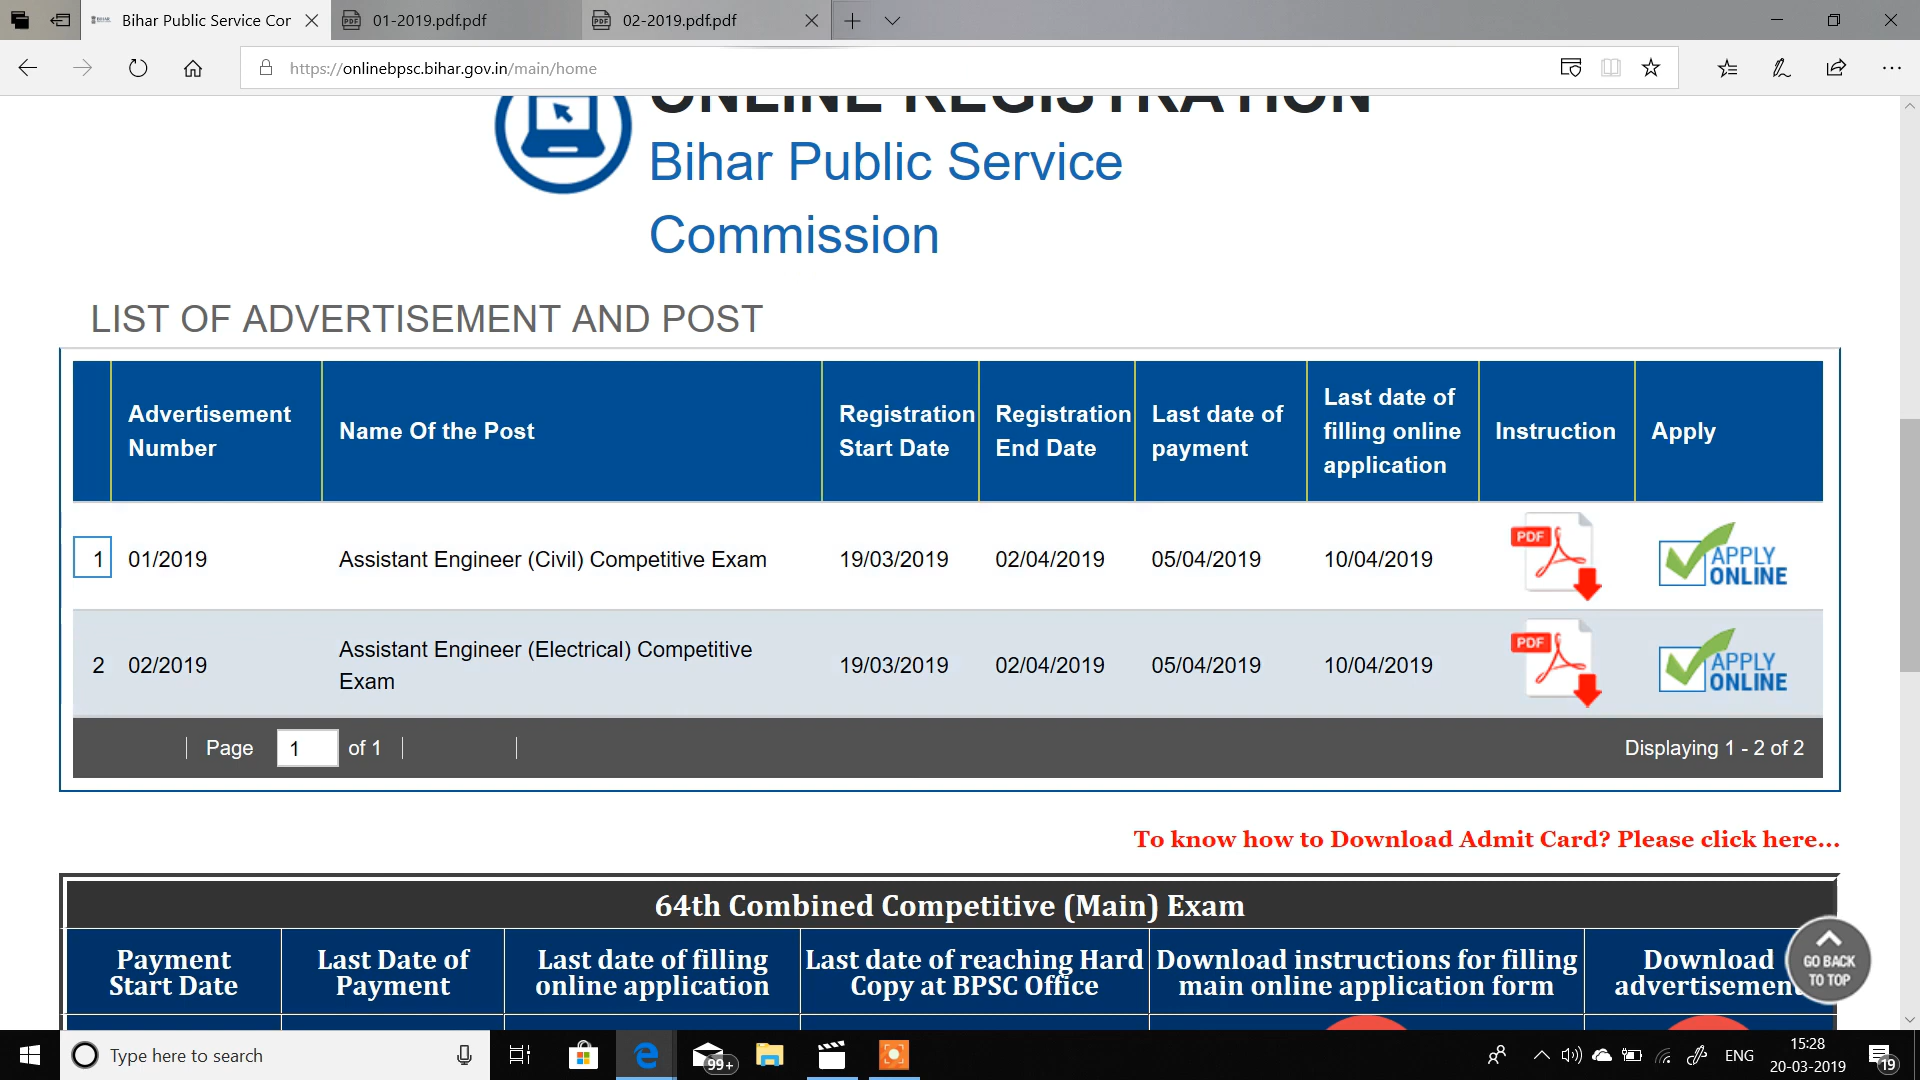 Bihar Public Service Cor
01-2019.pdf.pdf
02-2019.pdf.pdf
https://onlinebpsc.bihar.gov.in/main/home
ONLINE REGISTRATION
Bihar Public Service
Commission
LIST OF ADVERTISEMENT AND POST
Advertisement Number Name Of the Post Registration Start Date Registration End Date Last date of payment Last date of filling online application Instruction Apply
1 01/2019 Assistant Engineer (Civil) Competitive Exam 19/03/2019 02/04/2019 05/04/2019 10/04/2019 PDF APPLY ONLINE
2 02/2019 Assistant Engineer (Electrical) Competitive Exam 19/03/2019 02/04/2019 05/04/2019 10/04/2019 PDF APPLY ONLINE
Page 1 of 1 Displaying 1 - 2 of 2
To know how to Download Admit Card? Please click here...
64th Combined Competitive (Main) Exam
Payment Start Date Last Date of Payment Last date of filling online application Last date of reaching Hard Copy at BPSC Office Download instructions for filling main online application form Download advertisemen
GO BACK
TO TOP
Type here to search
99+
ENG
15:28
20-03-2019
19